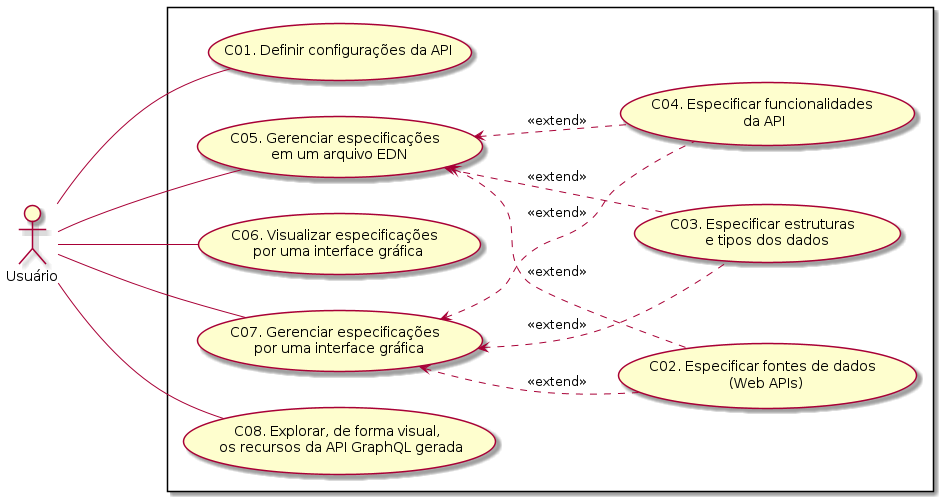 C01. Definir configurações da API
C04. Especificar funcionalidades
da API
«extend»
C05. Gerenciar especificações
em um arquivo EDN
«extend»
«extend»
C03. Especificar estruturas
e tipos dos dados
C06. Visualizar especificações
por uma interface gráfica
Usuário
«extend»
«extend»
C07. Gerenciar especificações
por uma interface gráfica
C02. Especificar fontes de dados
(Web APIs)
«extend»
C08. Explorar, de forma visual,
os recursos da API GraphQL gerada